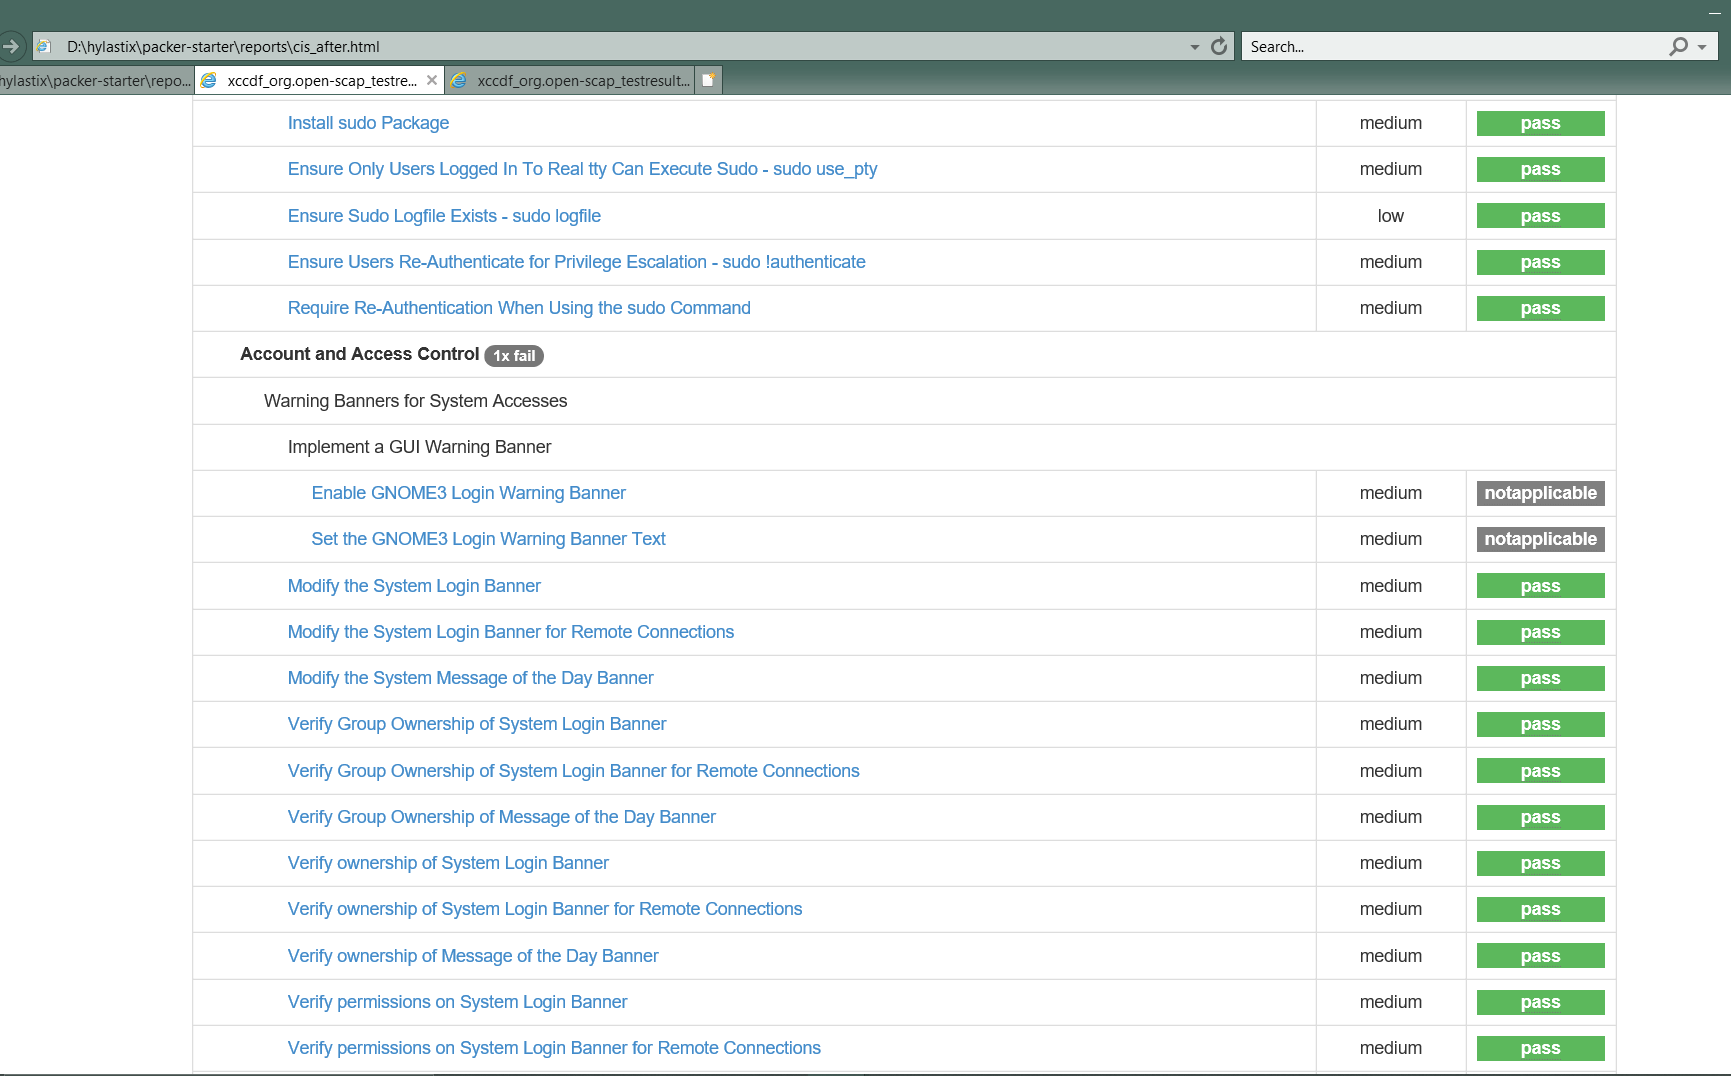 D:\hylastix\packer-starter\reports\cis_after.html
Search...
hylastix\packer-starter\repo...
xccdf_org.open-scap_testre...
xccdf_org.open-scap_testresult...
Install sudo Package medium pass
Ensure Only Users Logged In To Real tty Can Execute Sudo - sudo use_pty medium pass
Ensure Sudo Logfile Exists - sudo logfile low pass
Ensure Users Re-Authenticate for Privilege Escalation - sudo !authenticate medium pass
Require Re-Authentication When Using the sudo Command medium pass
Account and Access Control 1x fail
Warning Banners for System Accesses
Implement a GUI Warning Banner
Enable GNOME3 Login Warning Banner medium notapplicable
Set the GNOME3 Login Warning Banner Text medium notapplicable
Modify the System Login Banner medium pass
Modify the System Login Banner for Remote Connections medium pass
Modify the System Message of the Day Banner medium pass
Verify Group Ownership of System Login Banner medium pass
Verify Group Ownership of System Login Banner for Remote Connections medium pass
Verify Group Ownership of Message of the Day Banner medium pass
Verify ownership of System Login Banner medium pass
Verify ownership of System Login Banner for Remote Connections medium pass
Verify ownership of Message of the Day Banner medium pass
Verify permissions on System Login Banner medium pass
Verify permissions on System Login Banner for Remote Connections medium pass